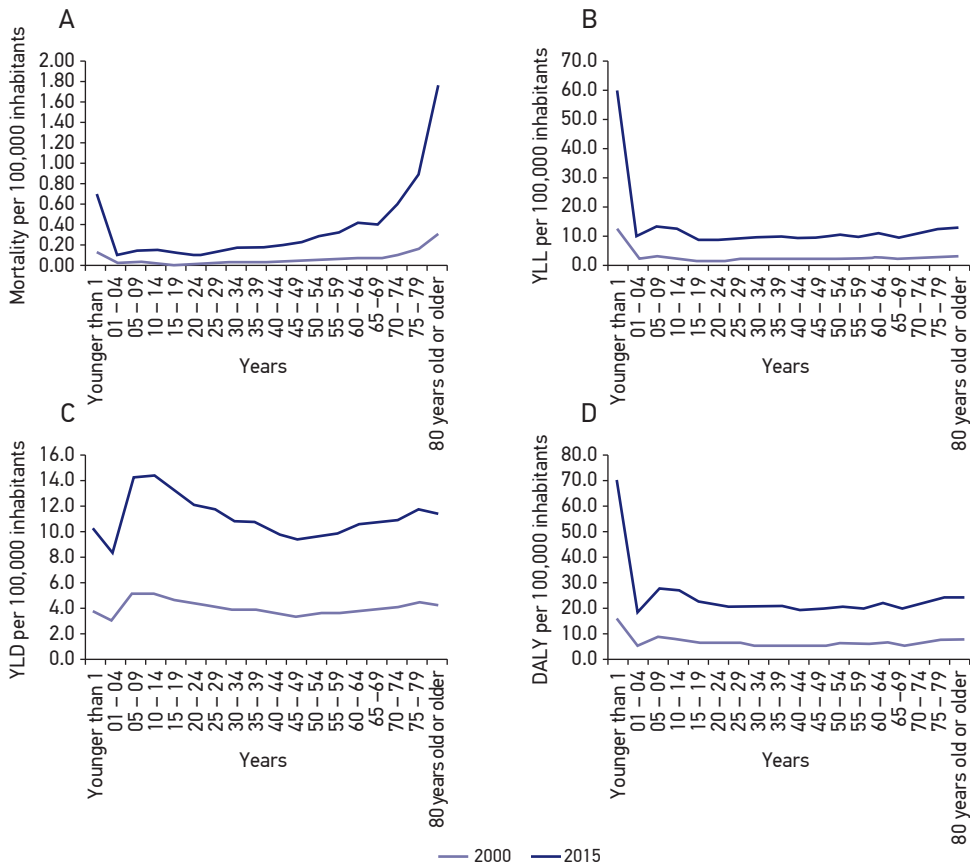 A
Mortality per 100,000 inhabitants
2.00
1.80
1.60
1.40
1.20
1.00
0.80
0.60
0.40
0.20
0.00
Younger than 1
01 – 04
05 – 09
10 – 14
15 – 19
20 – 24
25 – 29
30 – 34
35 – 39
40 – 44
45 – 49
50 – 54
55 – 59
60 – 64
65 –69
70 – 74
75 – 79
80 years old or older
Years
B
YLL per 100,000 inhabitants
70.0
60.0
50.0
40.0
30.0
20.0
10.0
0.0
Younger than 1
01 – 04
05 – 09
10 – 14
15 – 19
20 – 24
25 – 29
30 – 34
35 – 39
40 – 44
45 – 49
50 – 54
55 – 59
60 – 64
65 –69
70 – 74
75 – 79
80 years old or older
Years
C
YLD per 100,000 inhabitants
16.0
14.0
12.0
10.0
8.0
6.0
4.0
2.0
0.0
Younger than 1
01 – 04
05 – 09
10 – 14
15 – 19
20 – 24
25 – 29
30 – 34
35 – 39
40 – 44
45 – 49
50 – 54
55 – 59
60 – 64
65 –69
70 – 74
75 – 79
80 years old or older
Years
D
DALY per 100,000 inhabitants
80.0
70.0
60.0
50.0
40.0
30.0
20.0
10.0
0.0
Younger than 1
01 – 04
05 – 09
10 – 14
15 – 19
20 – 24
25 – 29
30 – 34
35 – 39
40 – 44
45 – 49
50 – 54
55 – 59
60 – 64
65 –69
70 – 74
75 – 79
80 years old or older
Years
2000
2015